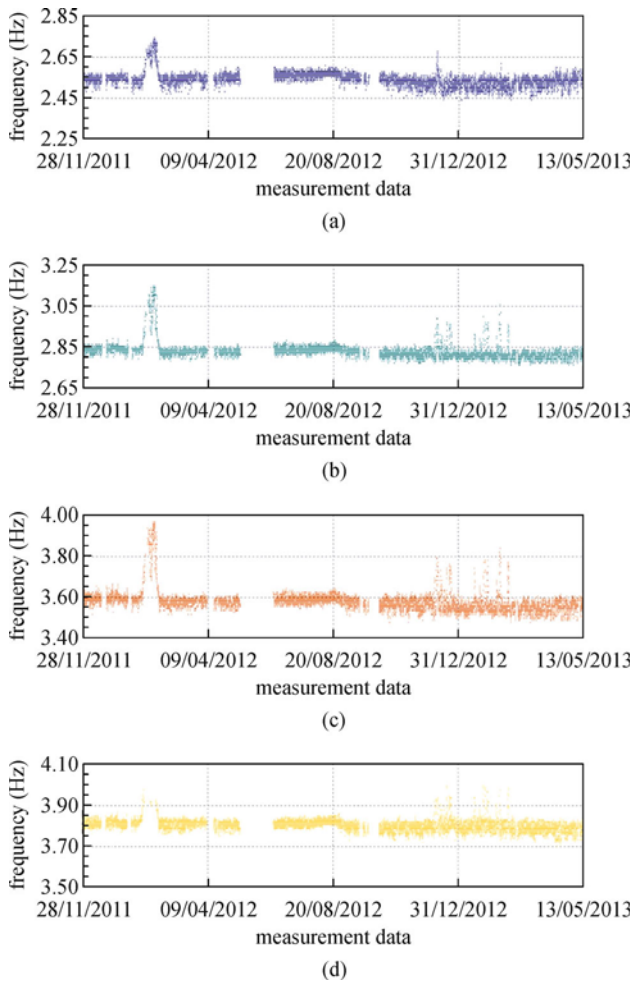 frequency (Hz)
2.85
2.65
2.45
2.25
28/11/2011 09/04/2012 20/08/2012 31/12/2012 13/05/2013
measurement data
(a)
frequency (Hz)
3.25
3.05
2.85
2.65
28/11/2011 09/04/2012 20/08/2012 31/12/2012 13/05/2013
measurement data
(b)
frequency (Hz)
4.00
3.80
3.60
3.40
28/11/2011 09/04/2012 20/08/2012 31/12/2012 13/05/2013
measurement data
(c)
frequency (Hz)
4.10
3.90
3.70
3.50
28/11/2011 09/04/2012 20/08/2012 31/12/2012 13/05/2013
measurement data
(d)